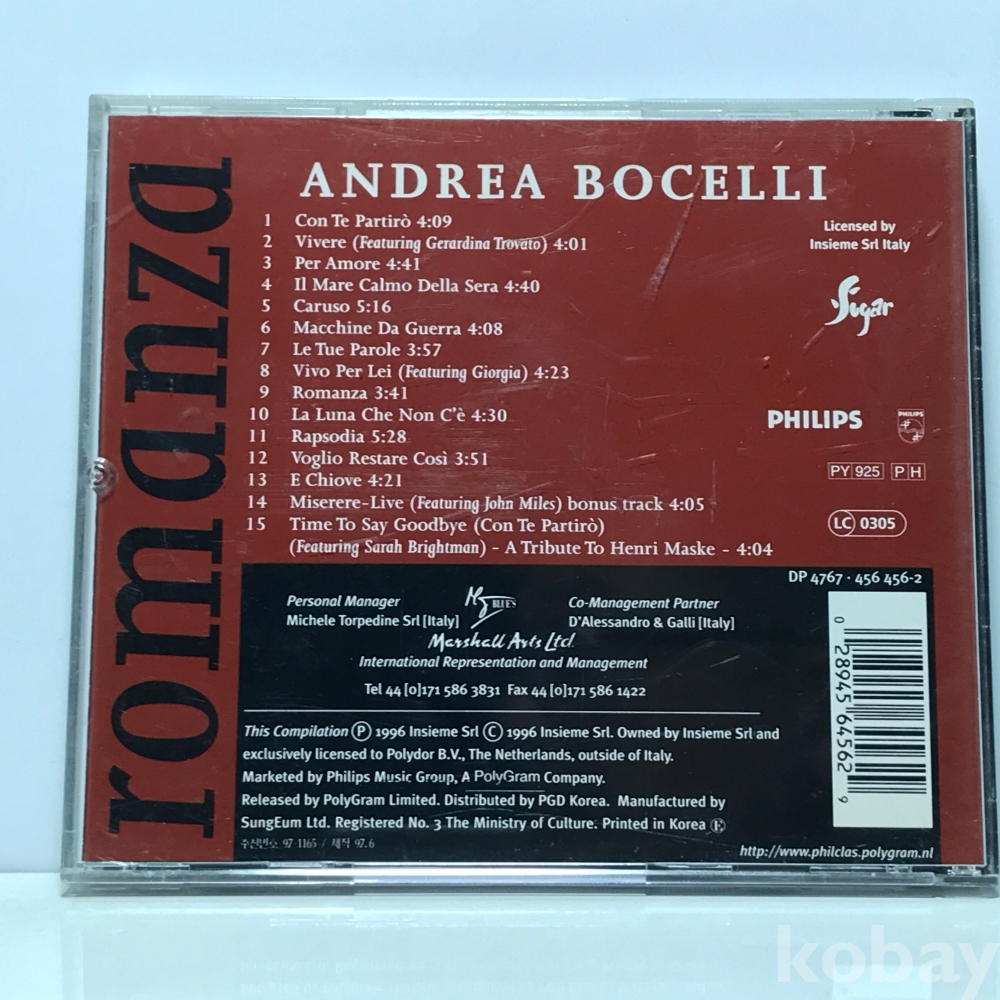 romanza
ANDREA BOCELLI
1 Con Te Partirò 4:09
2 Vivere (Featuring Gerardina Trovato) 4:01
3 Per Amore 4:41
4 Il Mare Calmo Della Sera 4:40
5 Caruso 5:16
6 Macchine Da Guerra 4:08
7 Le Tue Parole 3:57
8 Vivo Per Lei (Featuring Giorgia) 4:23
9 Romanza 3:41
10 La Luna Che Non C'è 4:30
11 Rapsodia 5:28
12 Voglio Restare Così 3:51
13 E Chiove 4:21
14 Miserere-Live (Featuring John Miles) bonus track 4:05
15 Time To Say Goodbye (Con Te Partirò)
(Featuring Sarah Brightman) - A Tribute To Henri Maske - 4:04
Licensed by
Insieme Srl Italy
Sugar
PHILIPS
PHILIPS
PY 925 P H
LC 0305
DP 4767 · 456 456-2
Personal Manager
Michele Torpedine Srl [Italy]
BLUES
Co-Management Partner
D'Alessandro & Galli [Italy]
Marshall Arts Ltd.
International Representation and Management
Tel 44 [0]171 586 3831 Fax 44 [0]171 586 1422
This Compilation Ⓟ 1996 Insieme Srl Ⓒ 1996 Insieme Srl. Owned by Insieme Srl and
exclusively licensed to Polydor B.V., The Netherlands, outside of Italy.
Marketed by Philips Music Group, A PolyGram Company.
Released by PolyGram Limited. Distributed by PGD Korea. Manufactured by
SungEum Ltd. Registered No. 3 The Ministry of Culture. Printed in Korea Ⓔ
추천번호 97-1165 / 제작 97.6
0 28945 64562 9
http://www.philclas.polygram.nl
kobay